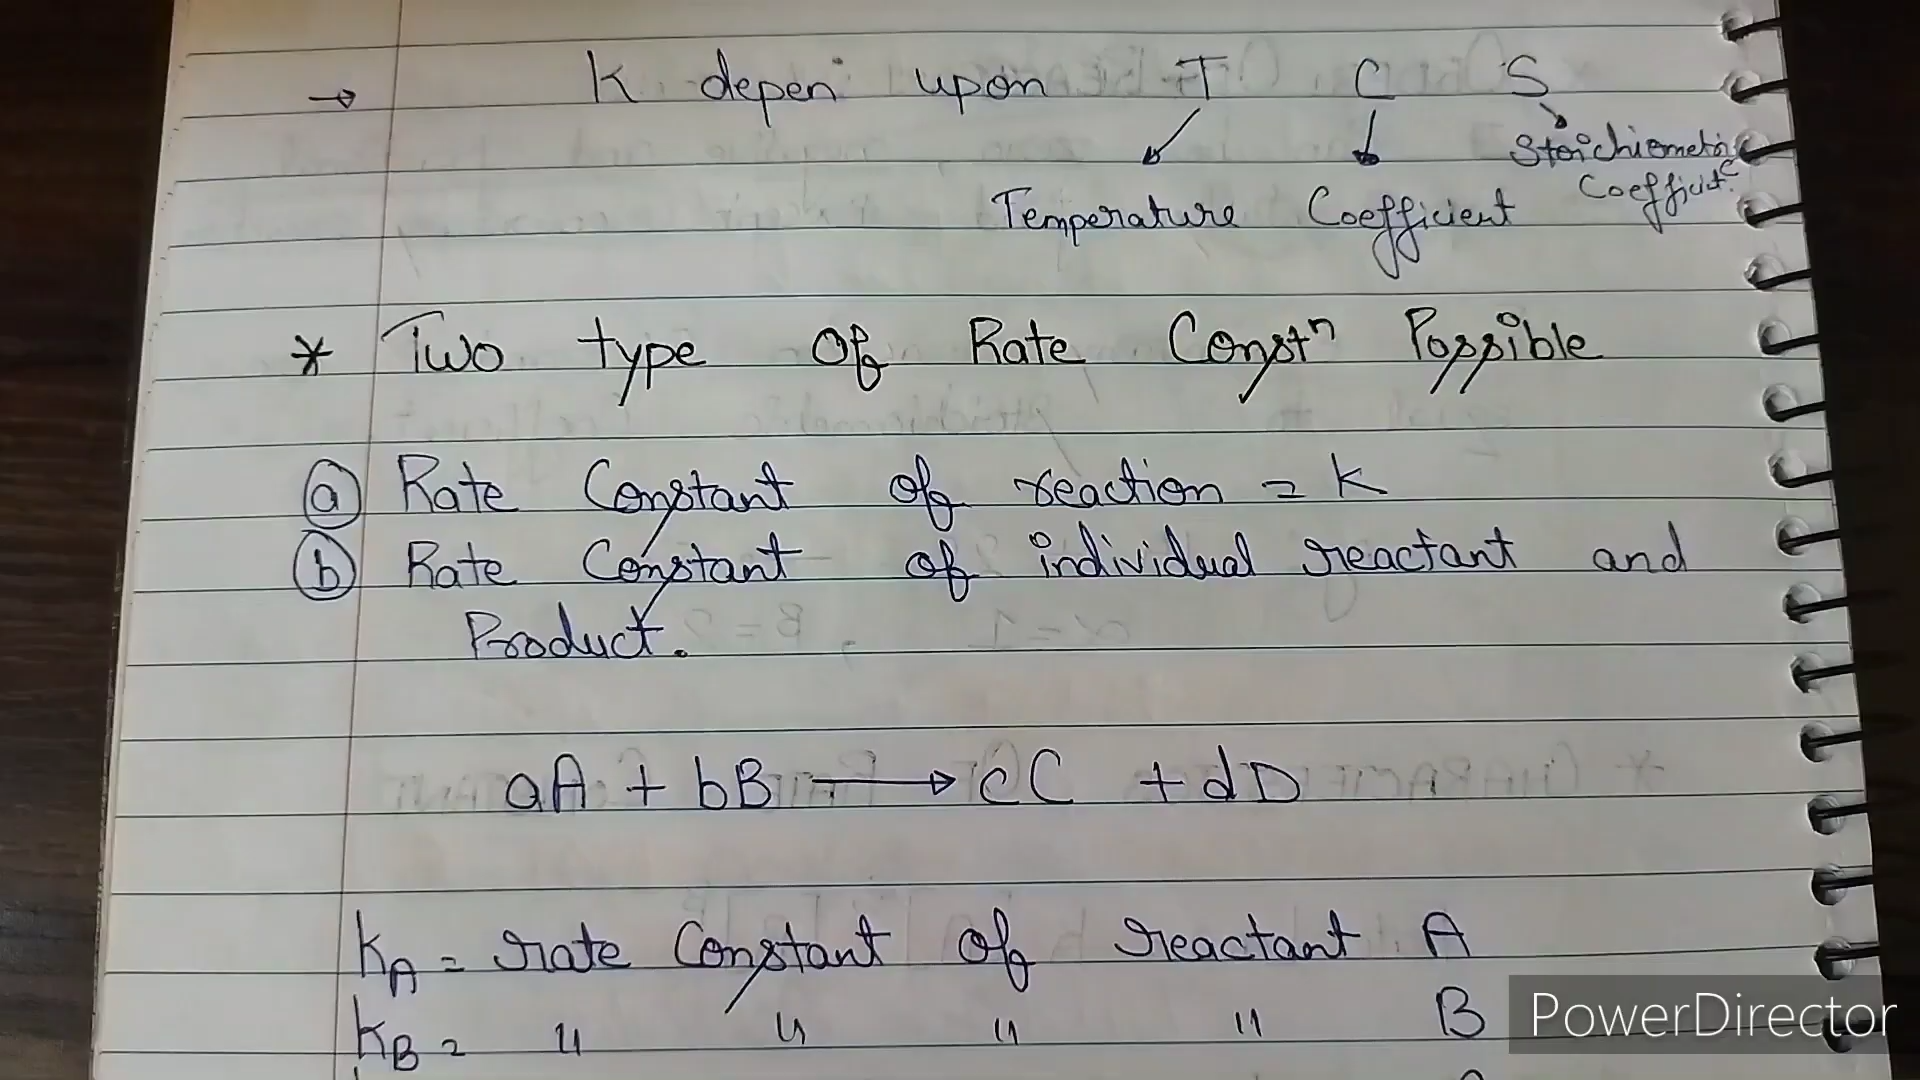 → K depen upon T C S
Stoichiometric
Coefficit.
Temperature Coefficient
* Two type of Rate Constⁿ Possible
(a) Rate Constant of reaction = K
(b) Rate Constant of individual reactant and
Product.
aA + bB → cC + dD
KA = rate Constant of reactant A
KB = " " " " B
PowerDirector